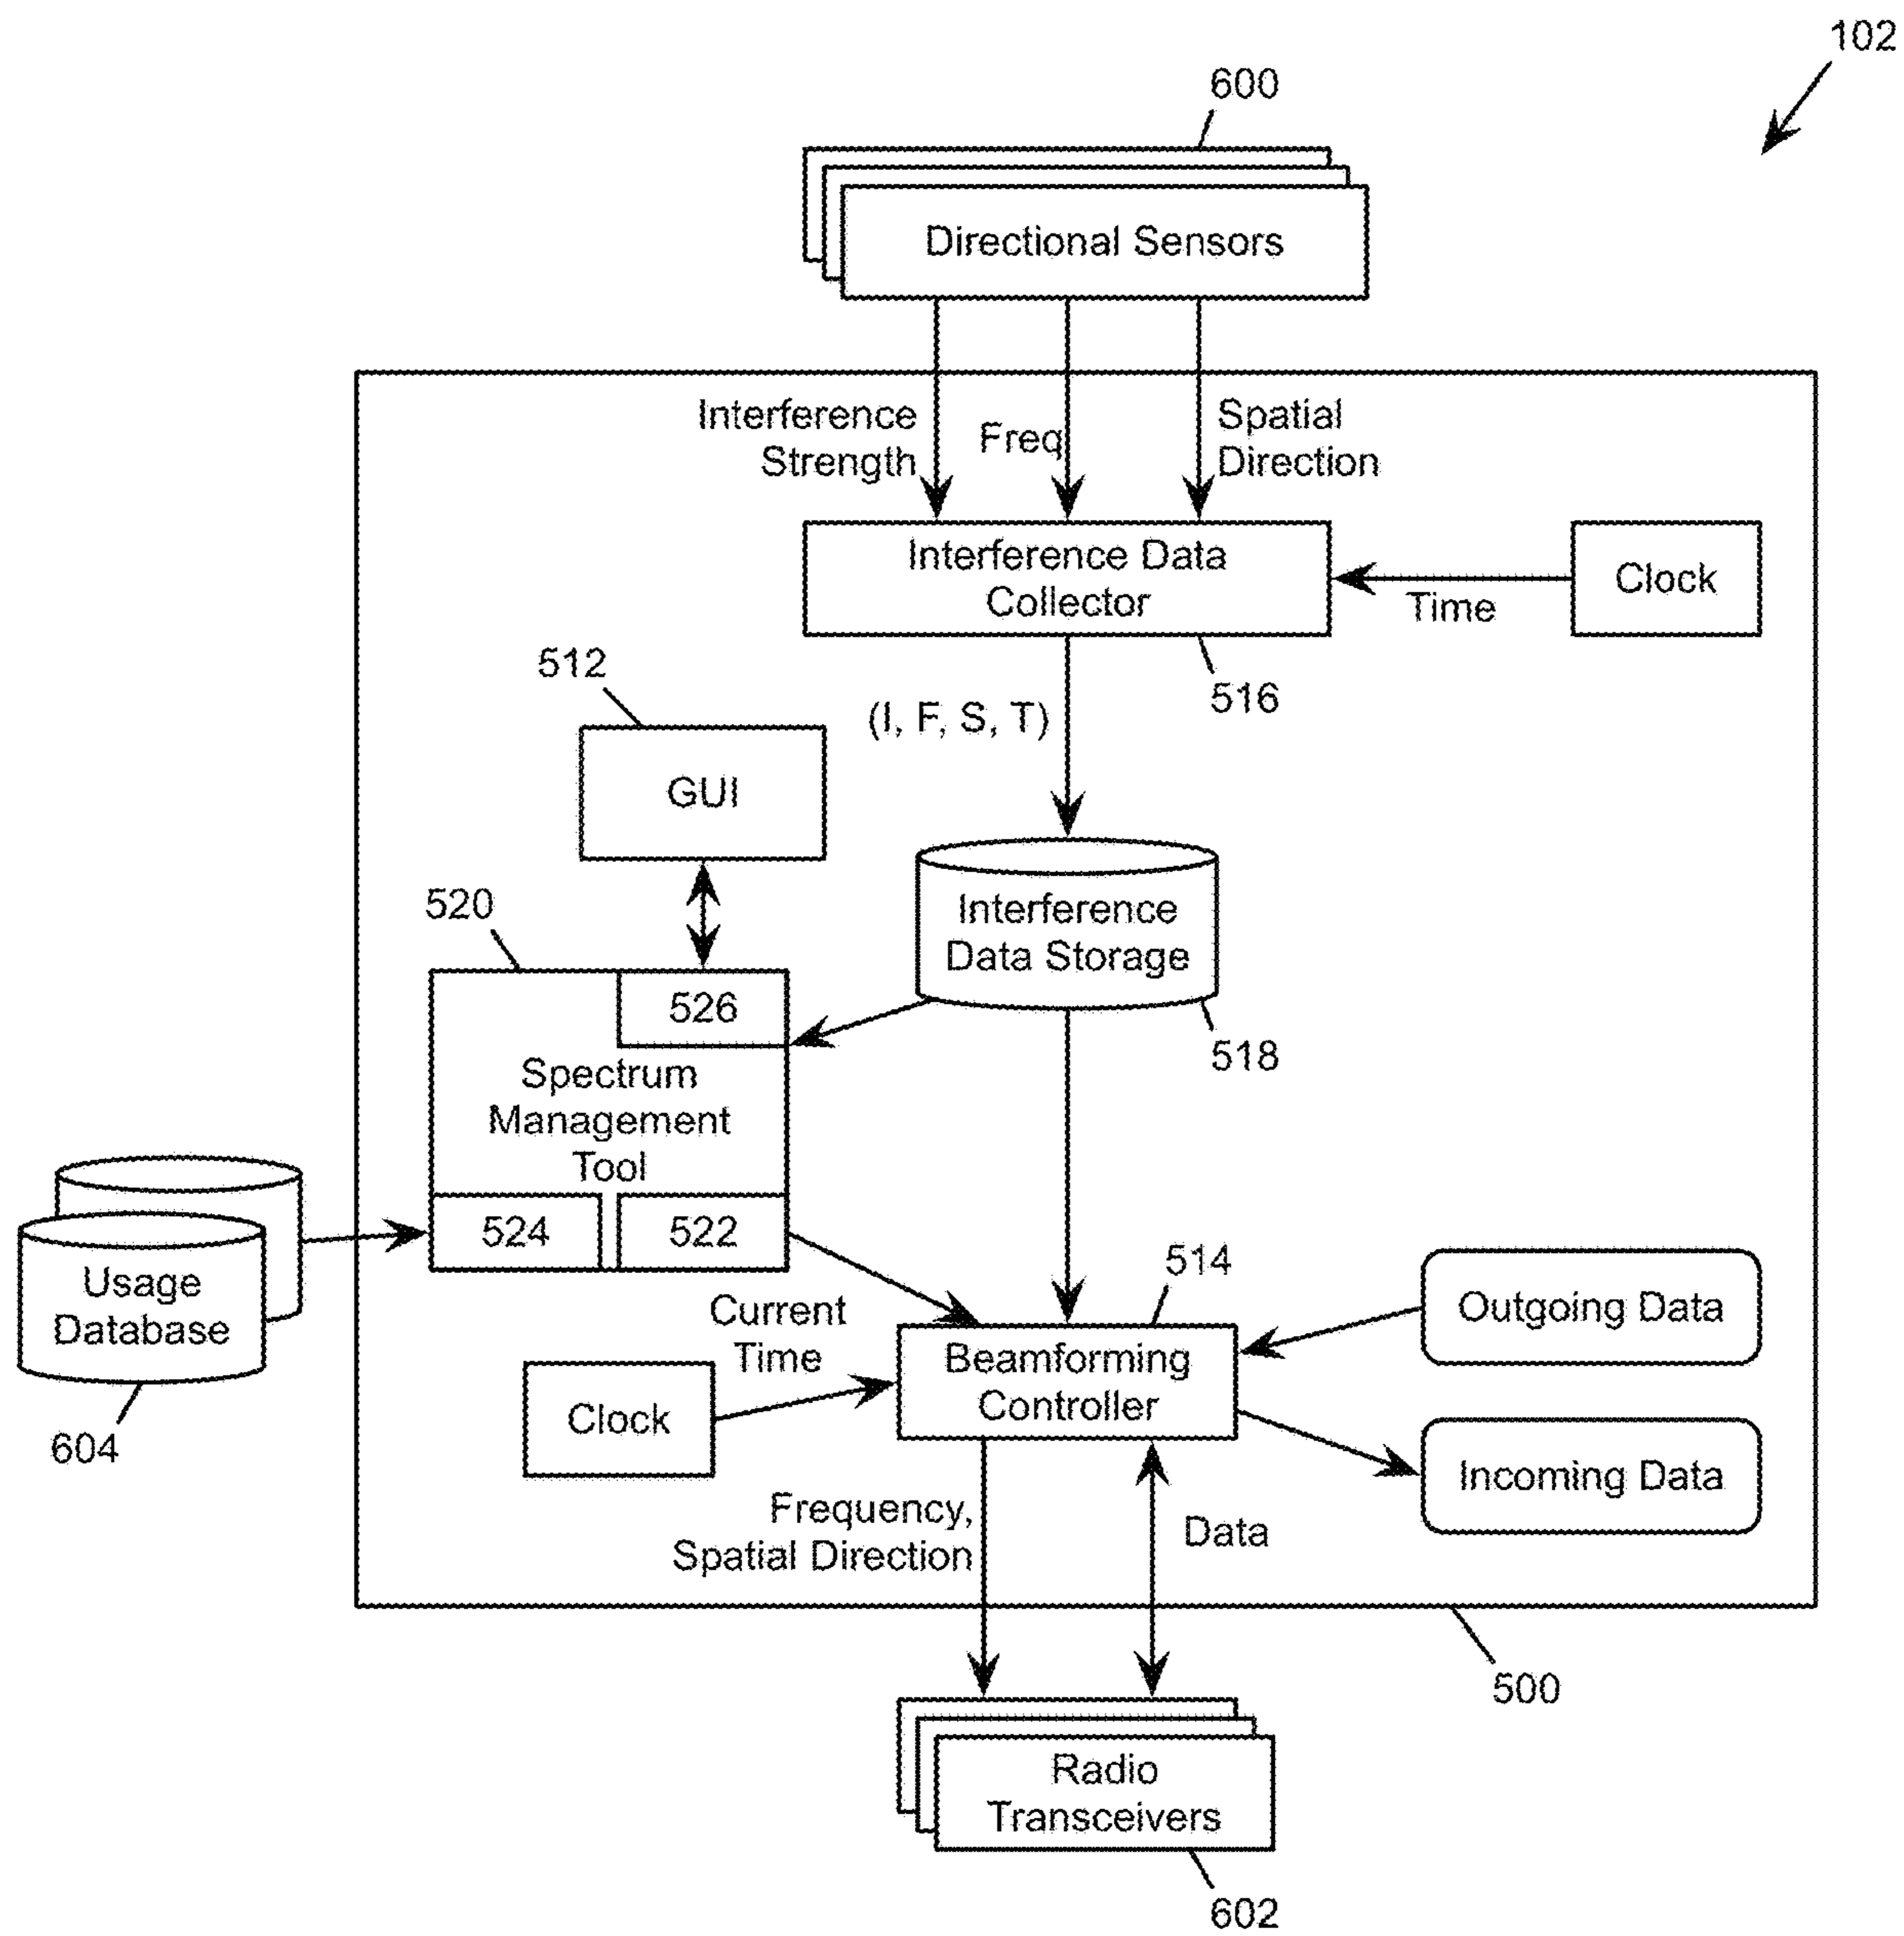 102
600
Directional Sensors
Interference
Strength
Freq
Spatial
Direction
Interference Data
Collector
Time
Clock
516
512
(I, F, S, T)
GUI
520
Interference
Data Storage
526
518
Spectrum
Management
Tool
524
522
Usage
Database
604
514
Current
Time
Outgoing Data
Beamforming
Controller
Clock
Incoming Data
Frequency,
Spatial Direction
Data
500
Radio
Transceivers
602